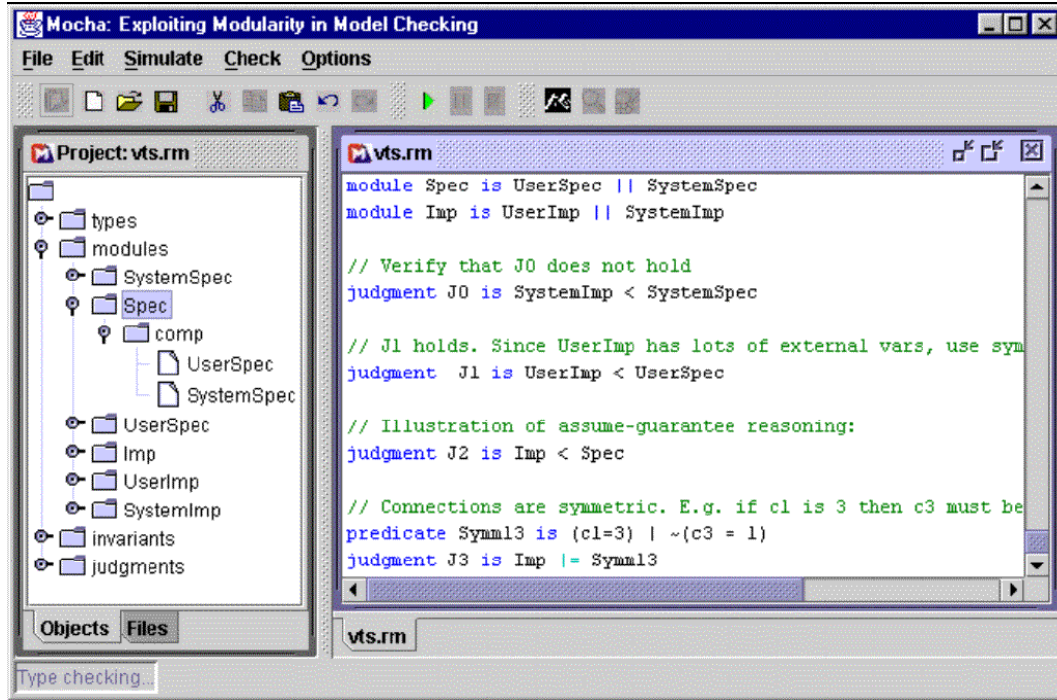 Mocha: Exploiting Modularity in Model Checking
File Edit Simulate Check Options
Project: vts.rm
types
modules
SystemSpec
Spec
comp
UserSpec
SystemSpec
UserSpec
Imp
UserImp
SystemImp
invariants
judgments
Objects Files
vts.rm
module Spec is UserSpec || SystemSpec
module Imp is UserImp || SystemImp
// Verify that J0 does not hold
judgment J0 is SystemImp < SystemSpec
// J1 holds. Since UserImp has lots of external vars, use sym
judgment J1 is UserImp < UserSpec
// Illustration of assume-guarantee reasoning:
judgment J2 is Imp < Spec
// Connections are symmetric. E.g. if c1 is 3 then c3 must be
predicate Symm13 is (c1=3) | ~(c3 = 1)
judgment J3 is Imp |= Symm13
vts.rm
Type checking...